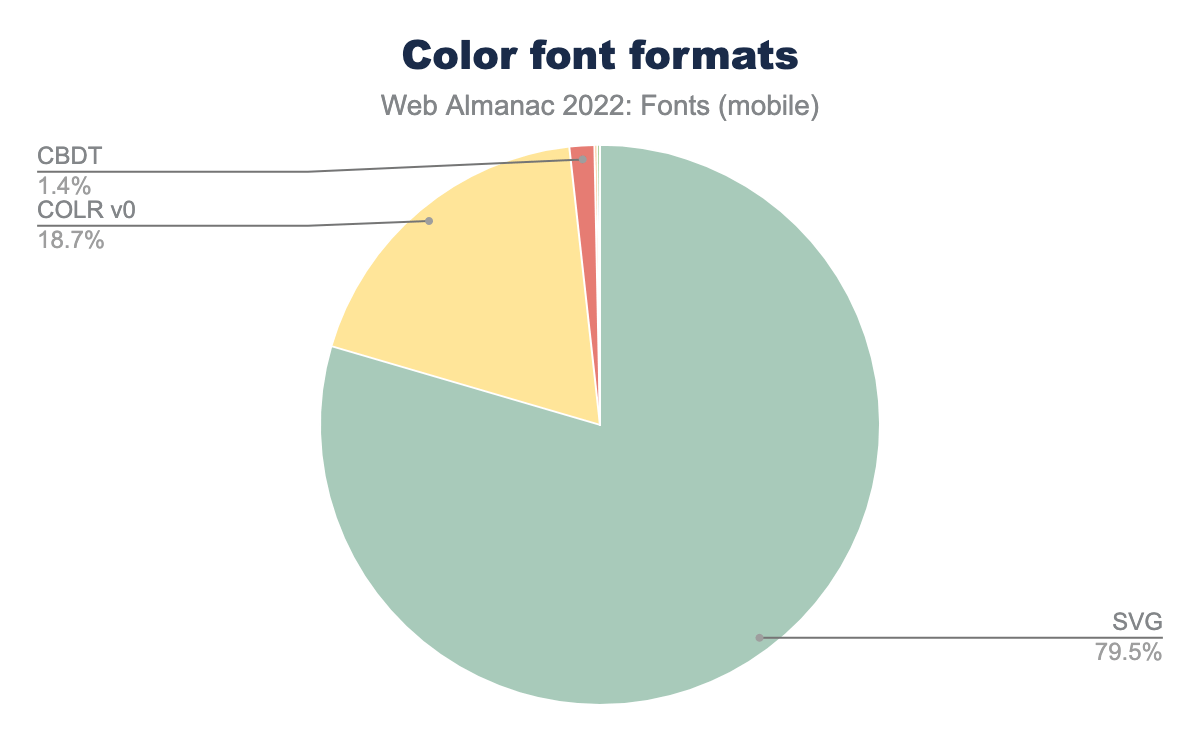 Color font formats
Web Almanac 2022: Fonts (mobile)
CBDT
1.4%
COLR v0
18.7%
SVG
79.5%